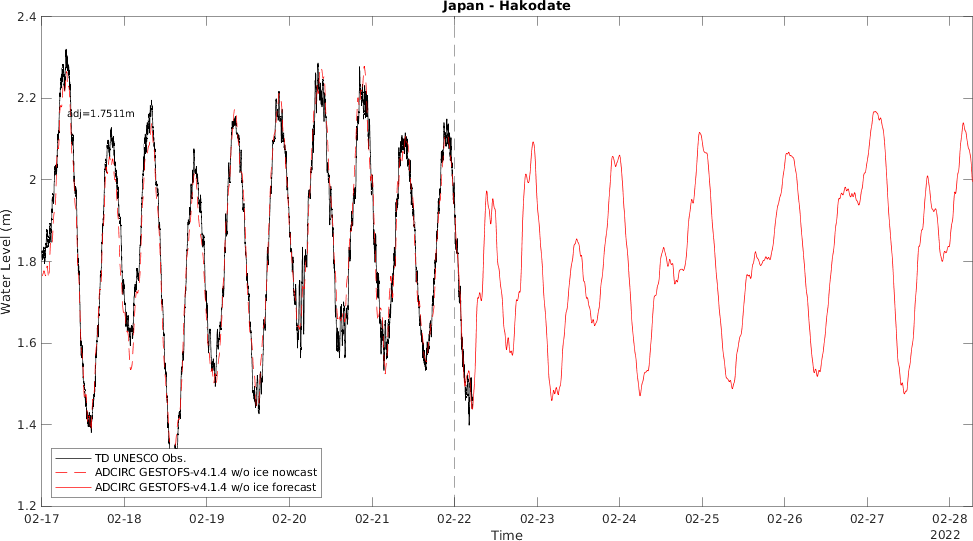 Japan - Hakodate
Water Level (m)
2.4
2.2
2
1.8
1.6
1.4
1.2
adj=1.7511m
TD UNESCO Obs.
ADCIRC GESTOFS-v4.1.4 w/o ice nowcast
ADCIRC GESTOFS-v4.1.4 w/o ice forecast
02-17 02-18 02-19 02-20 02-21 02-22 02-23 02-24 02-25 02-26 02-27 02-28
Time
2022